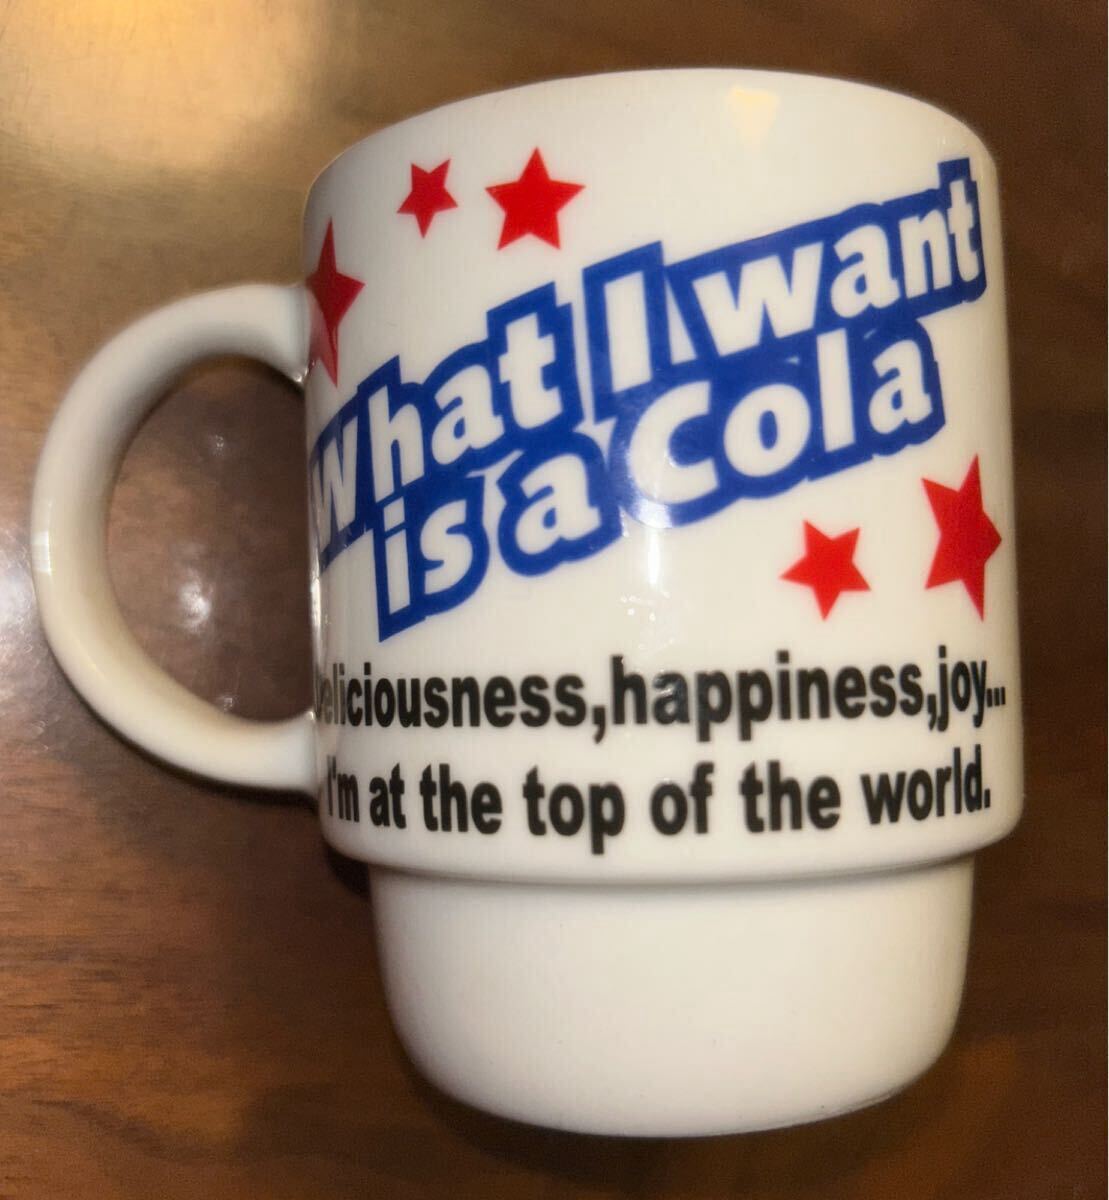 What I want
is a Cola
Deliciousness,happiness,joy...
I'm at the top of the world.